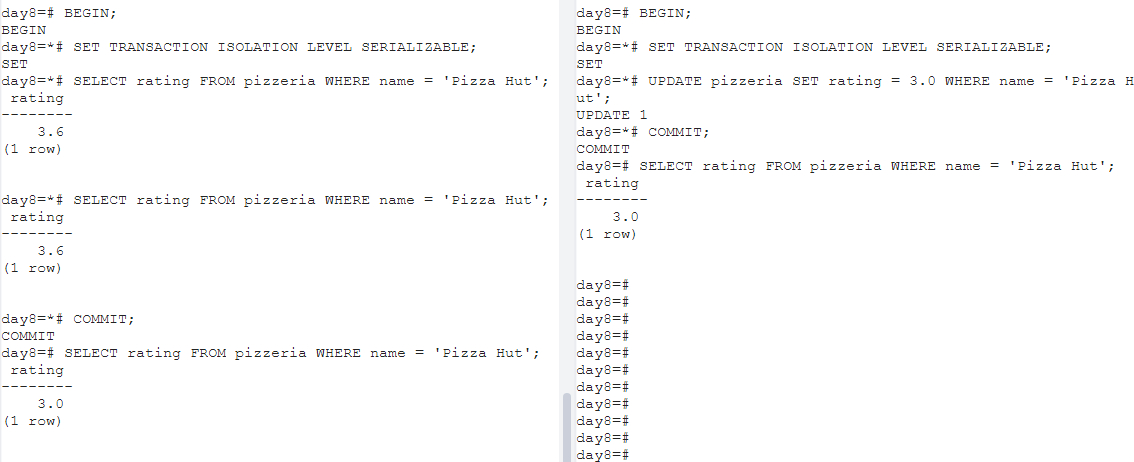 day8=# BEGIN;
BEGIN
day8=*# SET TRANSACTION ISOLATION LEVEL SERIALIZABLE;
SET
day8=*# SELECT rating FROM pizzeria WHERE name = 'Pizza Hut';
 rating
--------
    3.6
(1 row)

day8=*# SELECT rating FROM pizzeria WHERE name = 'Pizza Hut';
 rating
--------
    3.6
(1 row)

day8=*# COMMIT;
COMMIT
day8=# SELECT rating FROM pizzeria WHERE name = 'Pizza Hut';
 rating
--------
    3.0
(1 row)

day8=# BEGIN;
BEGIN
day8=*# SET TRANSACTION ISOLATION LEVEL SERIALIZABLE;
SET
day8=*# UPDATE pizzeria SET rating = 3.0 WHERE name = 'Pizza H
ut';
UPDATE 1
day8=*# COMMIT;
COMMIT
day8=# SELECT rating FROM pizzeria WHERE name = 'Pizza Hut';
 rating
--------
    3.0
(1 row)

day8=#
day8=#
day8=#
day8=#
day8=#
day8=#
day8=#
day8=#
day8=#
day8=#
day8=#